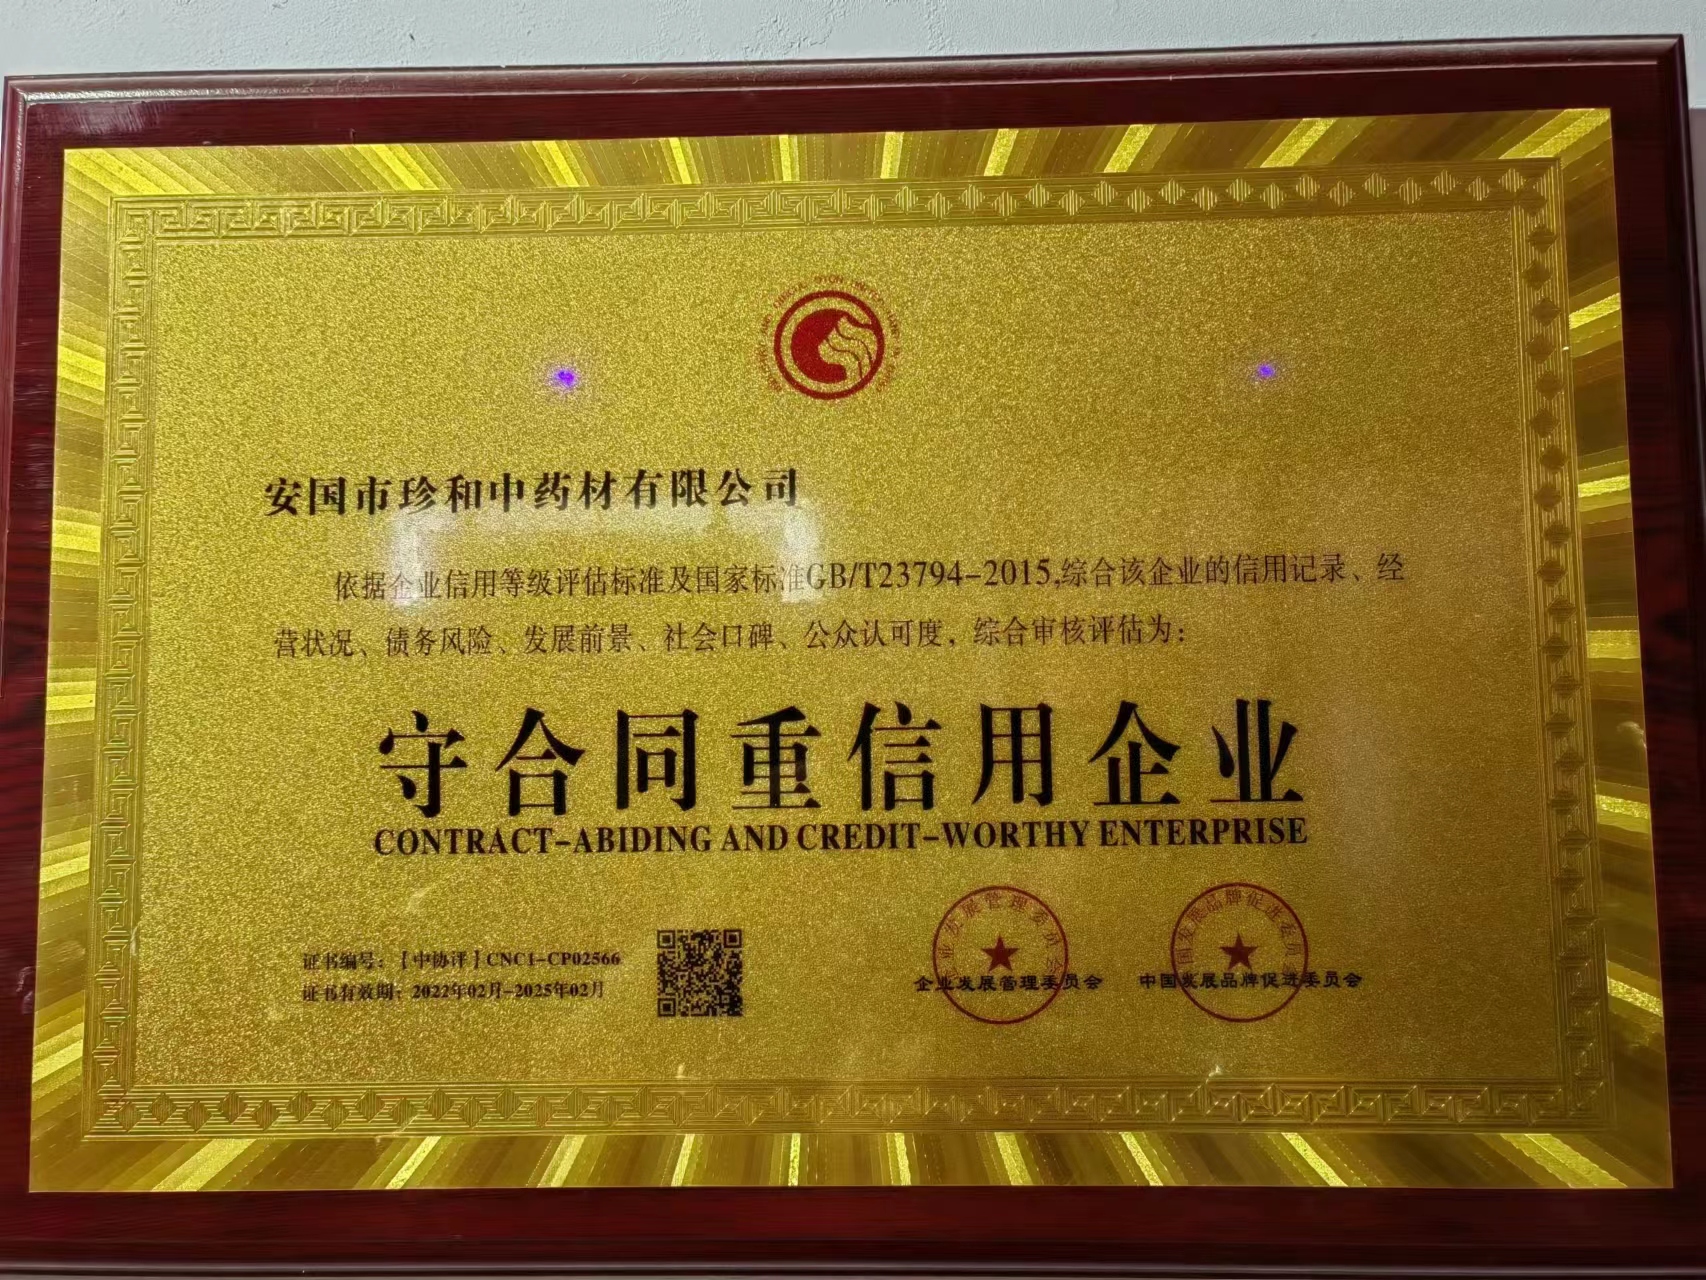 安国市珍和中药材有限公司
依据企业信用等级评估标准及国家标准GB/T23794-2015,综合该企业的信用记录、经
营状况、债务风险、发展前景、社会口碑、公众认可度，综合审核评估为：
守合同重信用企业
CONTRACT-ABIDING AND CREDIT-WORTHY ENTERPRISE
证书编号：【中协评】CNC1-CP02566
证书有效期：2022年02月-2025年02月
企业发展管理委员会
中国发展品牌促进委员会